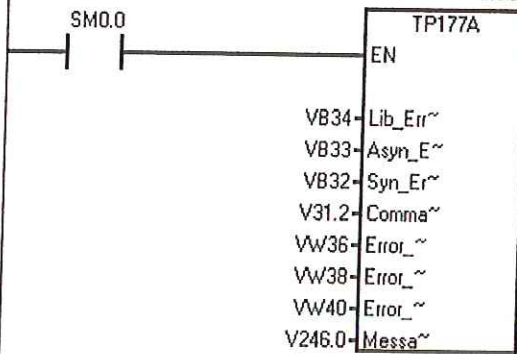 SM0.0
TP177A
EN
VB34 Lib_Err~
VB33 Asyn_E~
VB32 Syn_Er~
V31.2 Comma~
VW36 Error_~
VW38 Error_~
VW40 Error_~
V246.0 Messa~